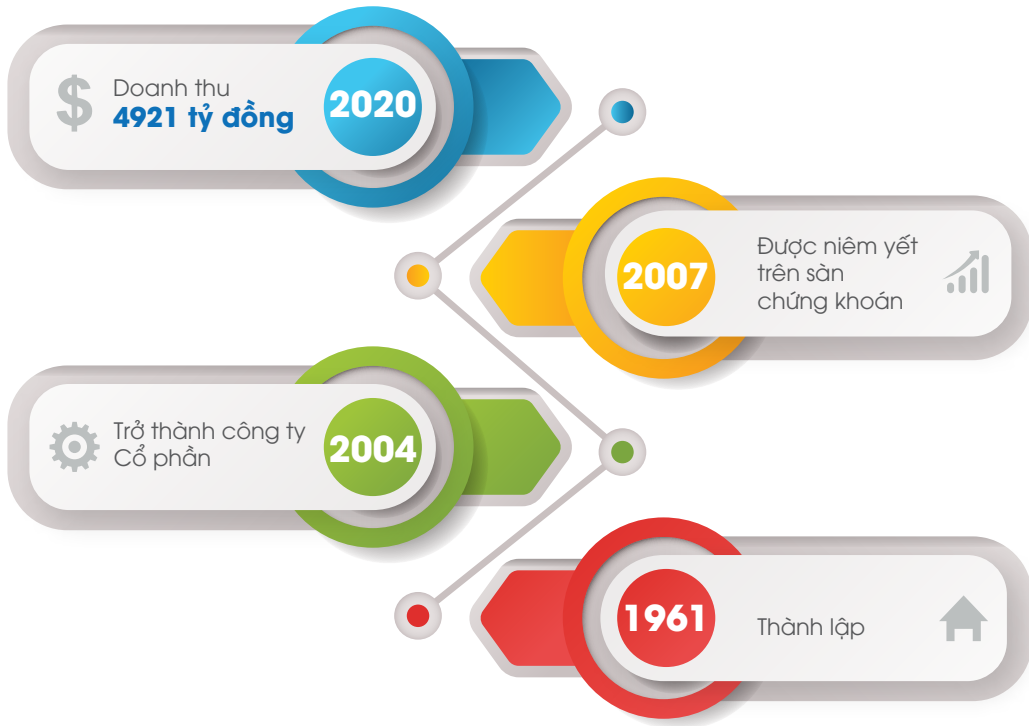 Doanh thu
4921 tỷ đồng
2020
2007
Được niêm yết
trên sàn
chứng khoán
Trở thành công ty
Cổ phần
2004
1961
Thành lập